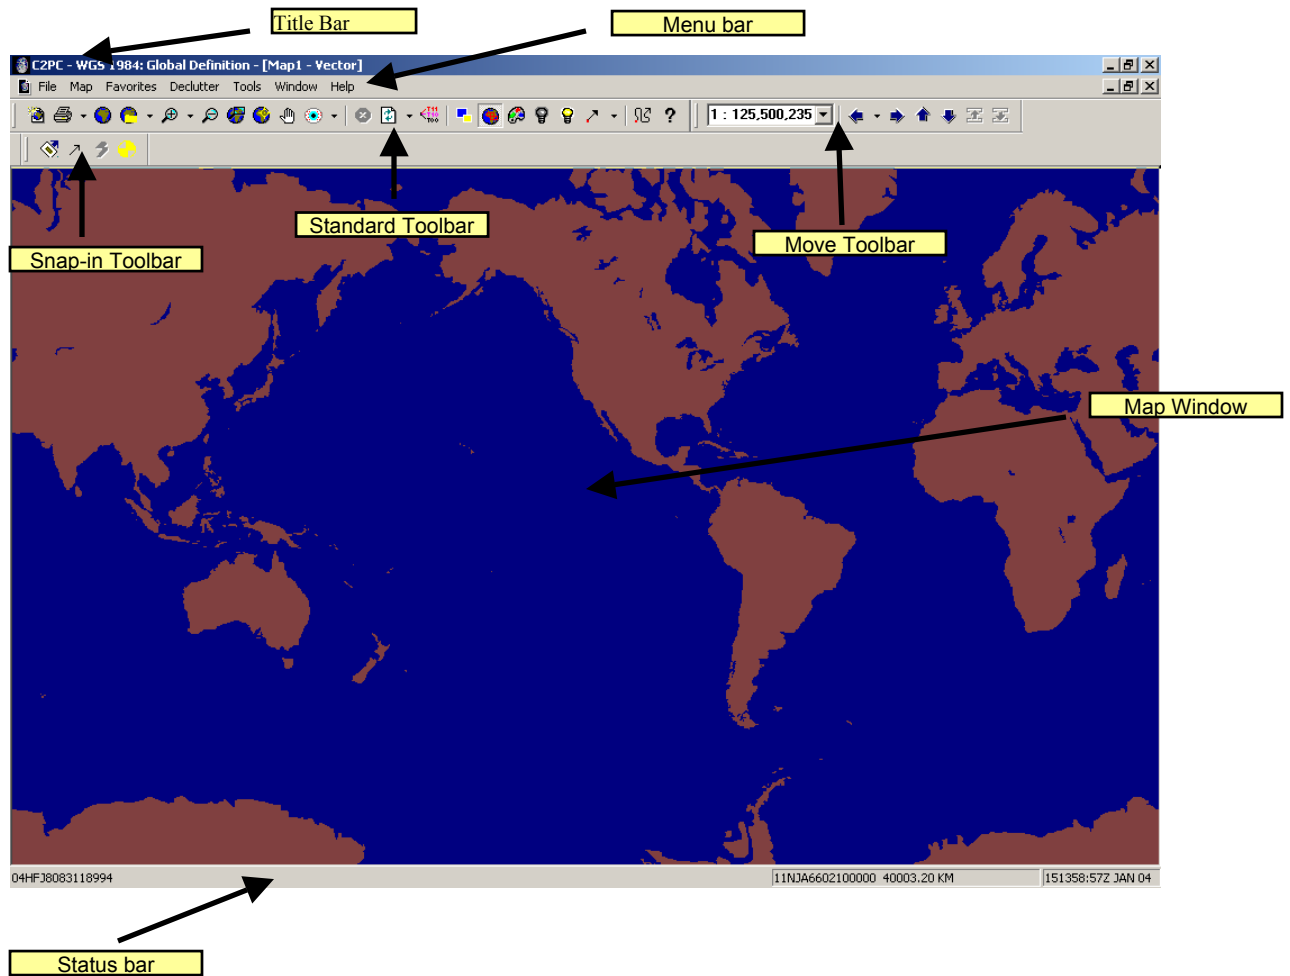 Title Bar
Menu bar
C2PC - WGS 1984: Global Definition - [Map1 - Vector]
File Map Favorites Declutter Tools Window Help
1 : 125,500,235
Standard Toolbar
Move Toolbar
Snap-in Toolbar
Map Window
04HFJ8083118994
11NJA6602100000 40003.20 KM
151358:57Z JAN 04
Status bar